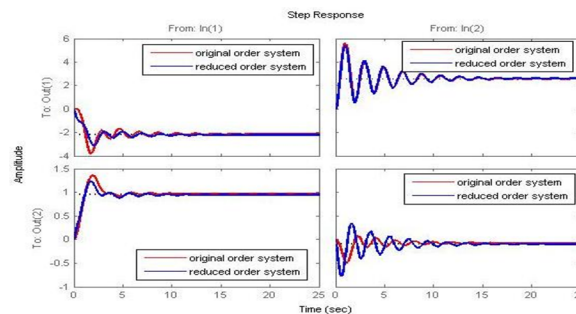 Step Response
From: In(1)
From: In(2)
To: Out(1)
6
4
2
0
-2
-4
original order system
reduced order system
original order system
reduced order system
Amplitude
To: Out(2)
1.5
1
0.5
0
-0.5
-1
original order system
reduced order system
original order system
reduced order system
0
5
10
15
20
25
0
5
10
15
20
Time (sec)